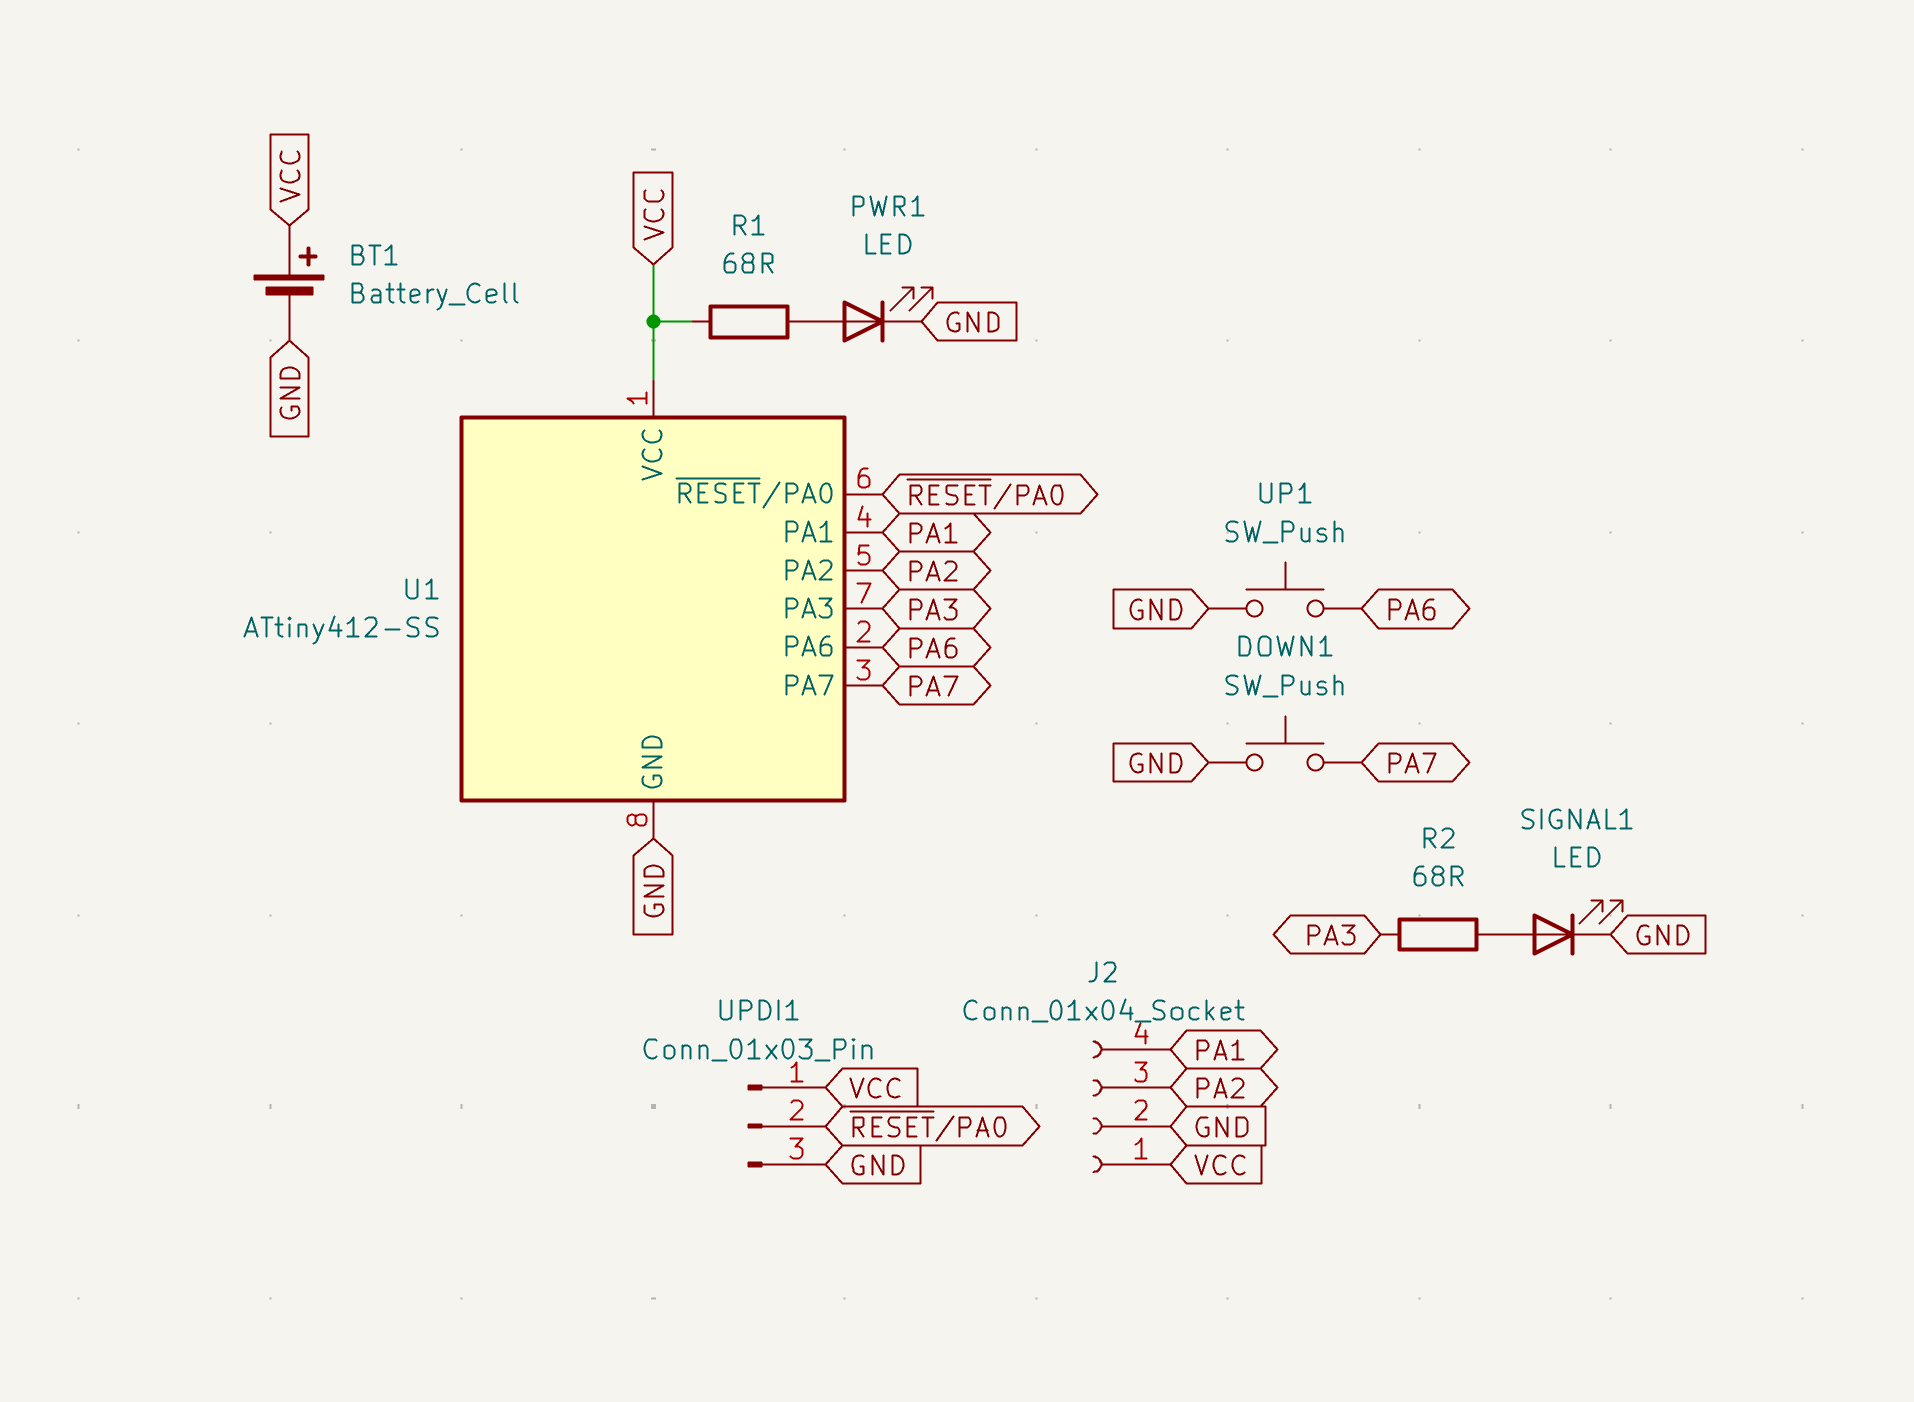 VCC
BT1
Battery_Cell
GND
VCC
R1
68R
PWR1
LED
GND
U1
ATtiny412-SS
1
VCC
RESET/PA0
6
RESET/PA0
PA1
4
PA1
PA2
5
PA2
PA3
7
PA3
PA6
2
PA6
PA7
3
PA7
GND
8
GND
UP1
SW_Push
GND
PA6
DOWN1
SW_Push
GND
PA7
SIGNAL1
LED
R2
68R
PA3
GND
UPDI1
Conn_01x03_Pin
1
VCC
2
RESET/PA0
3
GND
J2
Conn_01x04_Socket
4
PA1
3
PA2
2
GND
1
VCC